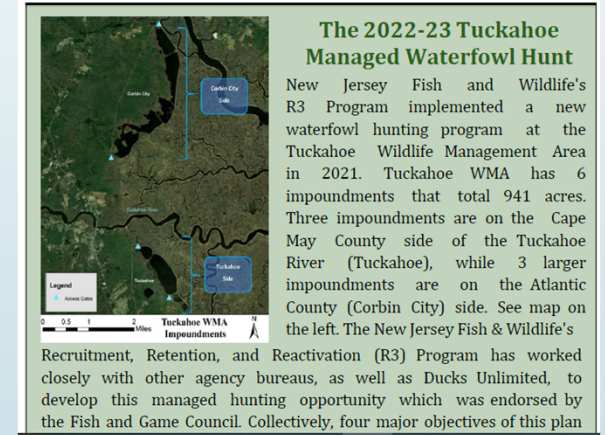 Corbin City
Side
Corbin City
Tuckahoe River
Tuckahoe
Side
Tuckahoe
Legend
Access Gates
0 0.5 1 2 Miles
Tuckahoe WMA
Impoundments
N
The 2022-23 Tuckahoe
Managed Waterfowl Hunt
New Jersey Fish and Wildlife's
R3 Program implemented a new
waterfowl hunting program at the
Tuckahoe Wildlife Management Area
in 2021. Tuckahoe WMA has 6
impoundments that total 941 acres.
Three impoundments are on the Cape
May County side of the Tuckahoe
River (Tuckahoe), while 3 larger
impoundments are on the Atlantic
County (Corbin City) side. See map on
the left. The New Jersey Fish & Wildlife's
Recruitment, Retention, and Reactivation (R3) Program has worked
closely with other agency bureaus, as well as Ducks Unlimited, to
develop this managed hunting opportunity which was endorsed by
the Fish and Game Council. Collectively, four major objectives of this plan